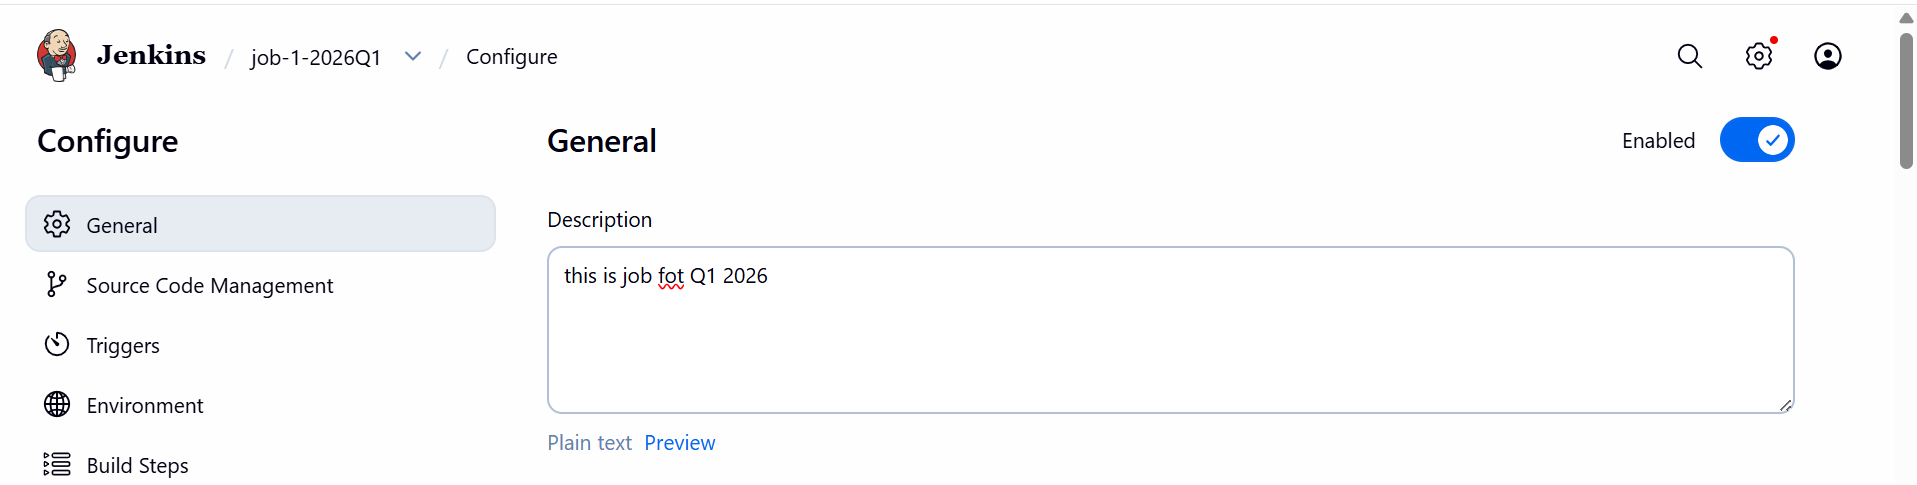 Jenkins / job-1-2026Q1 / Configure
Configure
General
Source Code Management
Triggers
Environment
Build Steps
General
Enabled
Description
this is job fot Q1 2026
Plain text Preview